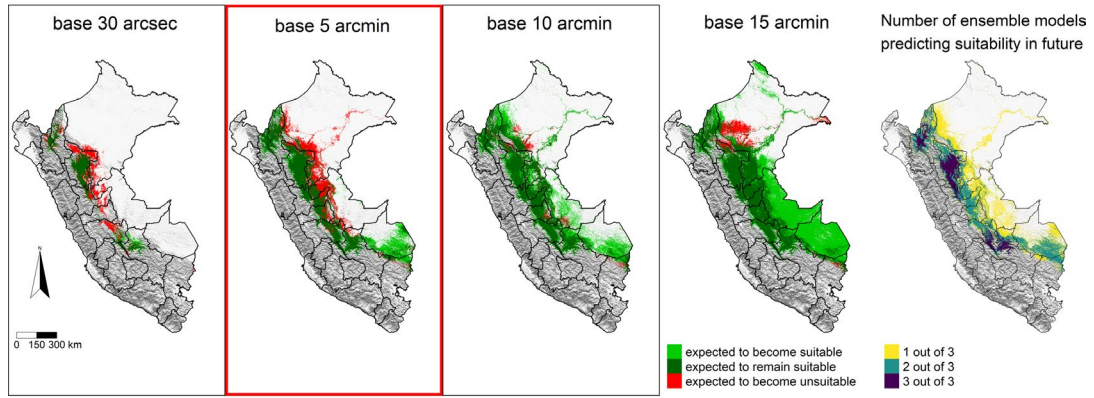 base 30 arcsec
base 5 arcmin
base 10 arcmin
base 15 arcmin
Number of ensemble models
predicting suitability in future
N
0 150 300 km
expected to become suitable
expected to remain suitable
expected to become unsuitable
1 out of 3
2 out of 3
3 out of 3